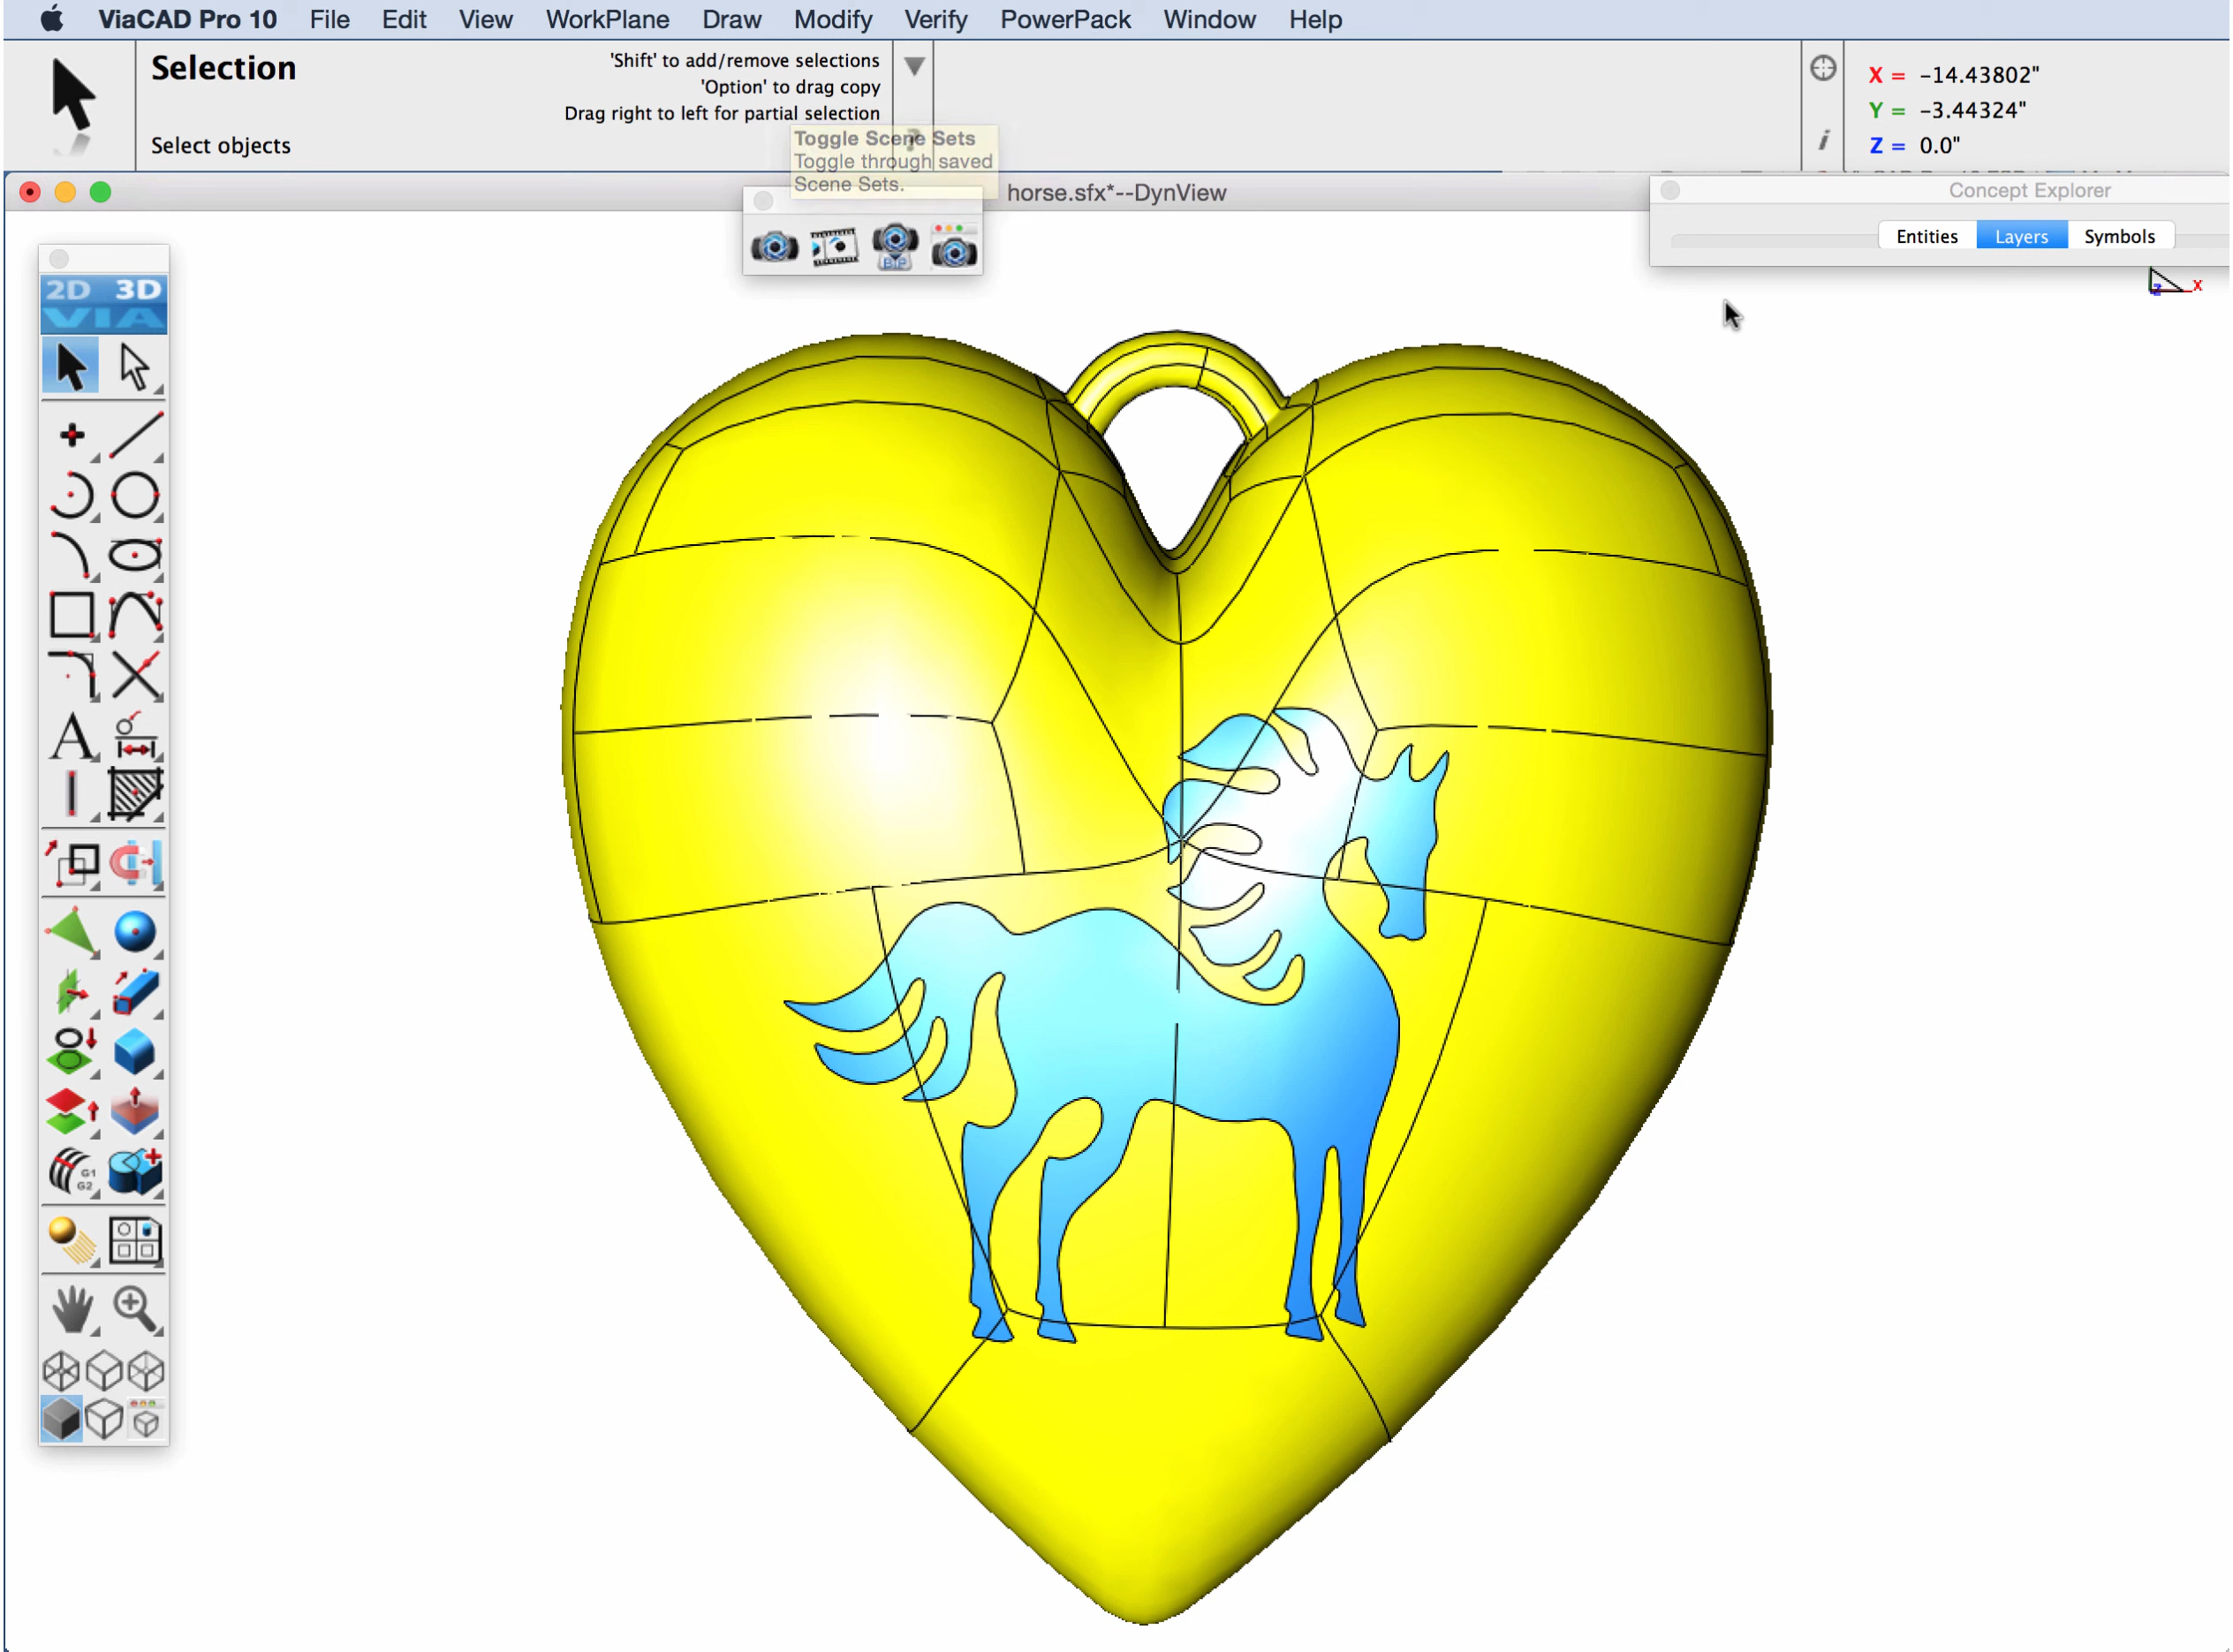 ViaCAD Pro 10 File Edit View WorkPlane Draw Modify Verify PowerPack Window Help
Selection
'Shift' to add/remove selections
'Option' to drag copy
Drag right to left for partial selection
Select objects
X = -14.43802"
Y = -3.44324"
Z = 0.0"
Toggle Scene Sets
Toggle through saved
Scene Sets.
horse.sfx*--DynView
Concept Explorer
Entities Layers Symbols
BIP
Z X
2D 3D
VIA
A
G1
G2